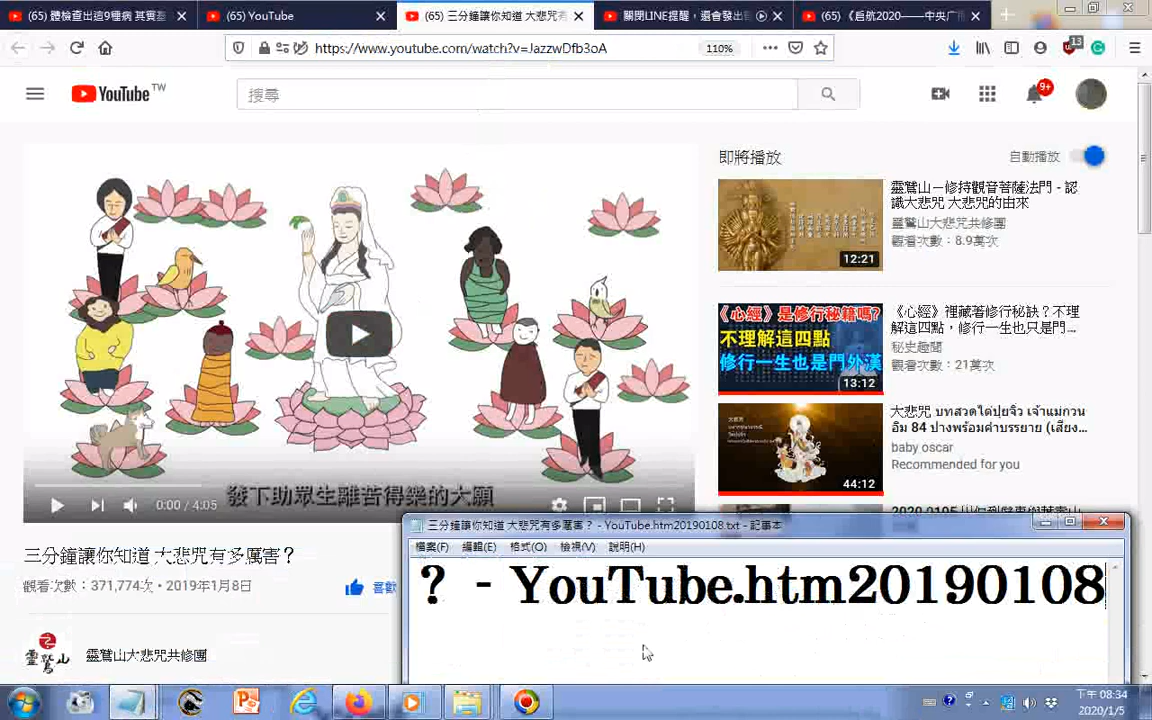 (65) 體檢查出這9種病 其實
(65) YouTube
(65) 三分鐘讓你知道 大悲咒有
關閉LINE提醒，還會發出
(65) 《启航2020——中央广
https://www.youtube.com/watch?v=JazzwDfb3oA
110%
13
YouTube TW
搜尋
9+
即將播放
自動播放
靈鷲山－修持觀音菩薩法門 - 認
識大悲咒 大悲咒的由來
靈鷲山大悲咒共修團
觀看次數：8.9萬次
12:21
《心經》是修行秘籍嗎?
不理解這四點
修行一生也是門外漢
13:12
《心經》裡藏著修行秘訣？不理
解這四點，修行一生也只是門...
秘史趣聞
觀看次數：21萬次
大悲咒
44:12
大悲咒 บทสวดได่ปุยจิ่ว เจ้าแม่กวน
อิม 84 ปางพร้อมคำบรรยาย (เสียง...
baby oscar
Recommended for you
發下助眾生離苦得樂的大願
0:00 / 4:05
三分鐘讓你知道 大悲咒有多厲害？
觀看次數：371,774次 • 2019年1月8日
喜歡
靈鷲山
靈鷲山大悲咒共修團
三分鐘讓你知道 大悲咒有多厲害？ - YouTube.htm20190108.txt - 記事本
檔案(F) 編輯(E) 格式(O) 檢視(V) 說明(H)
？ - YouTube.htm20190108
下午 08:34
2020/1/5